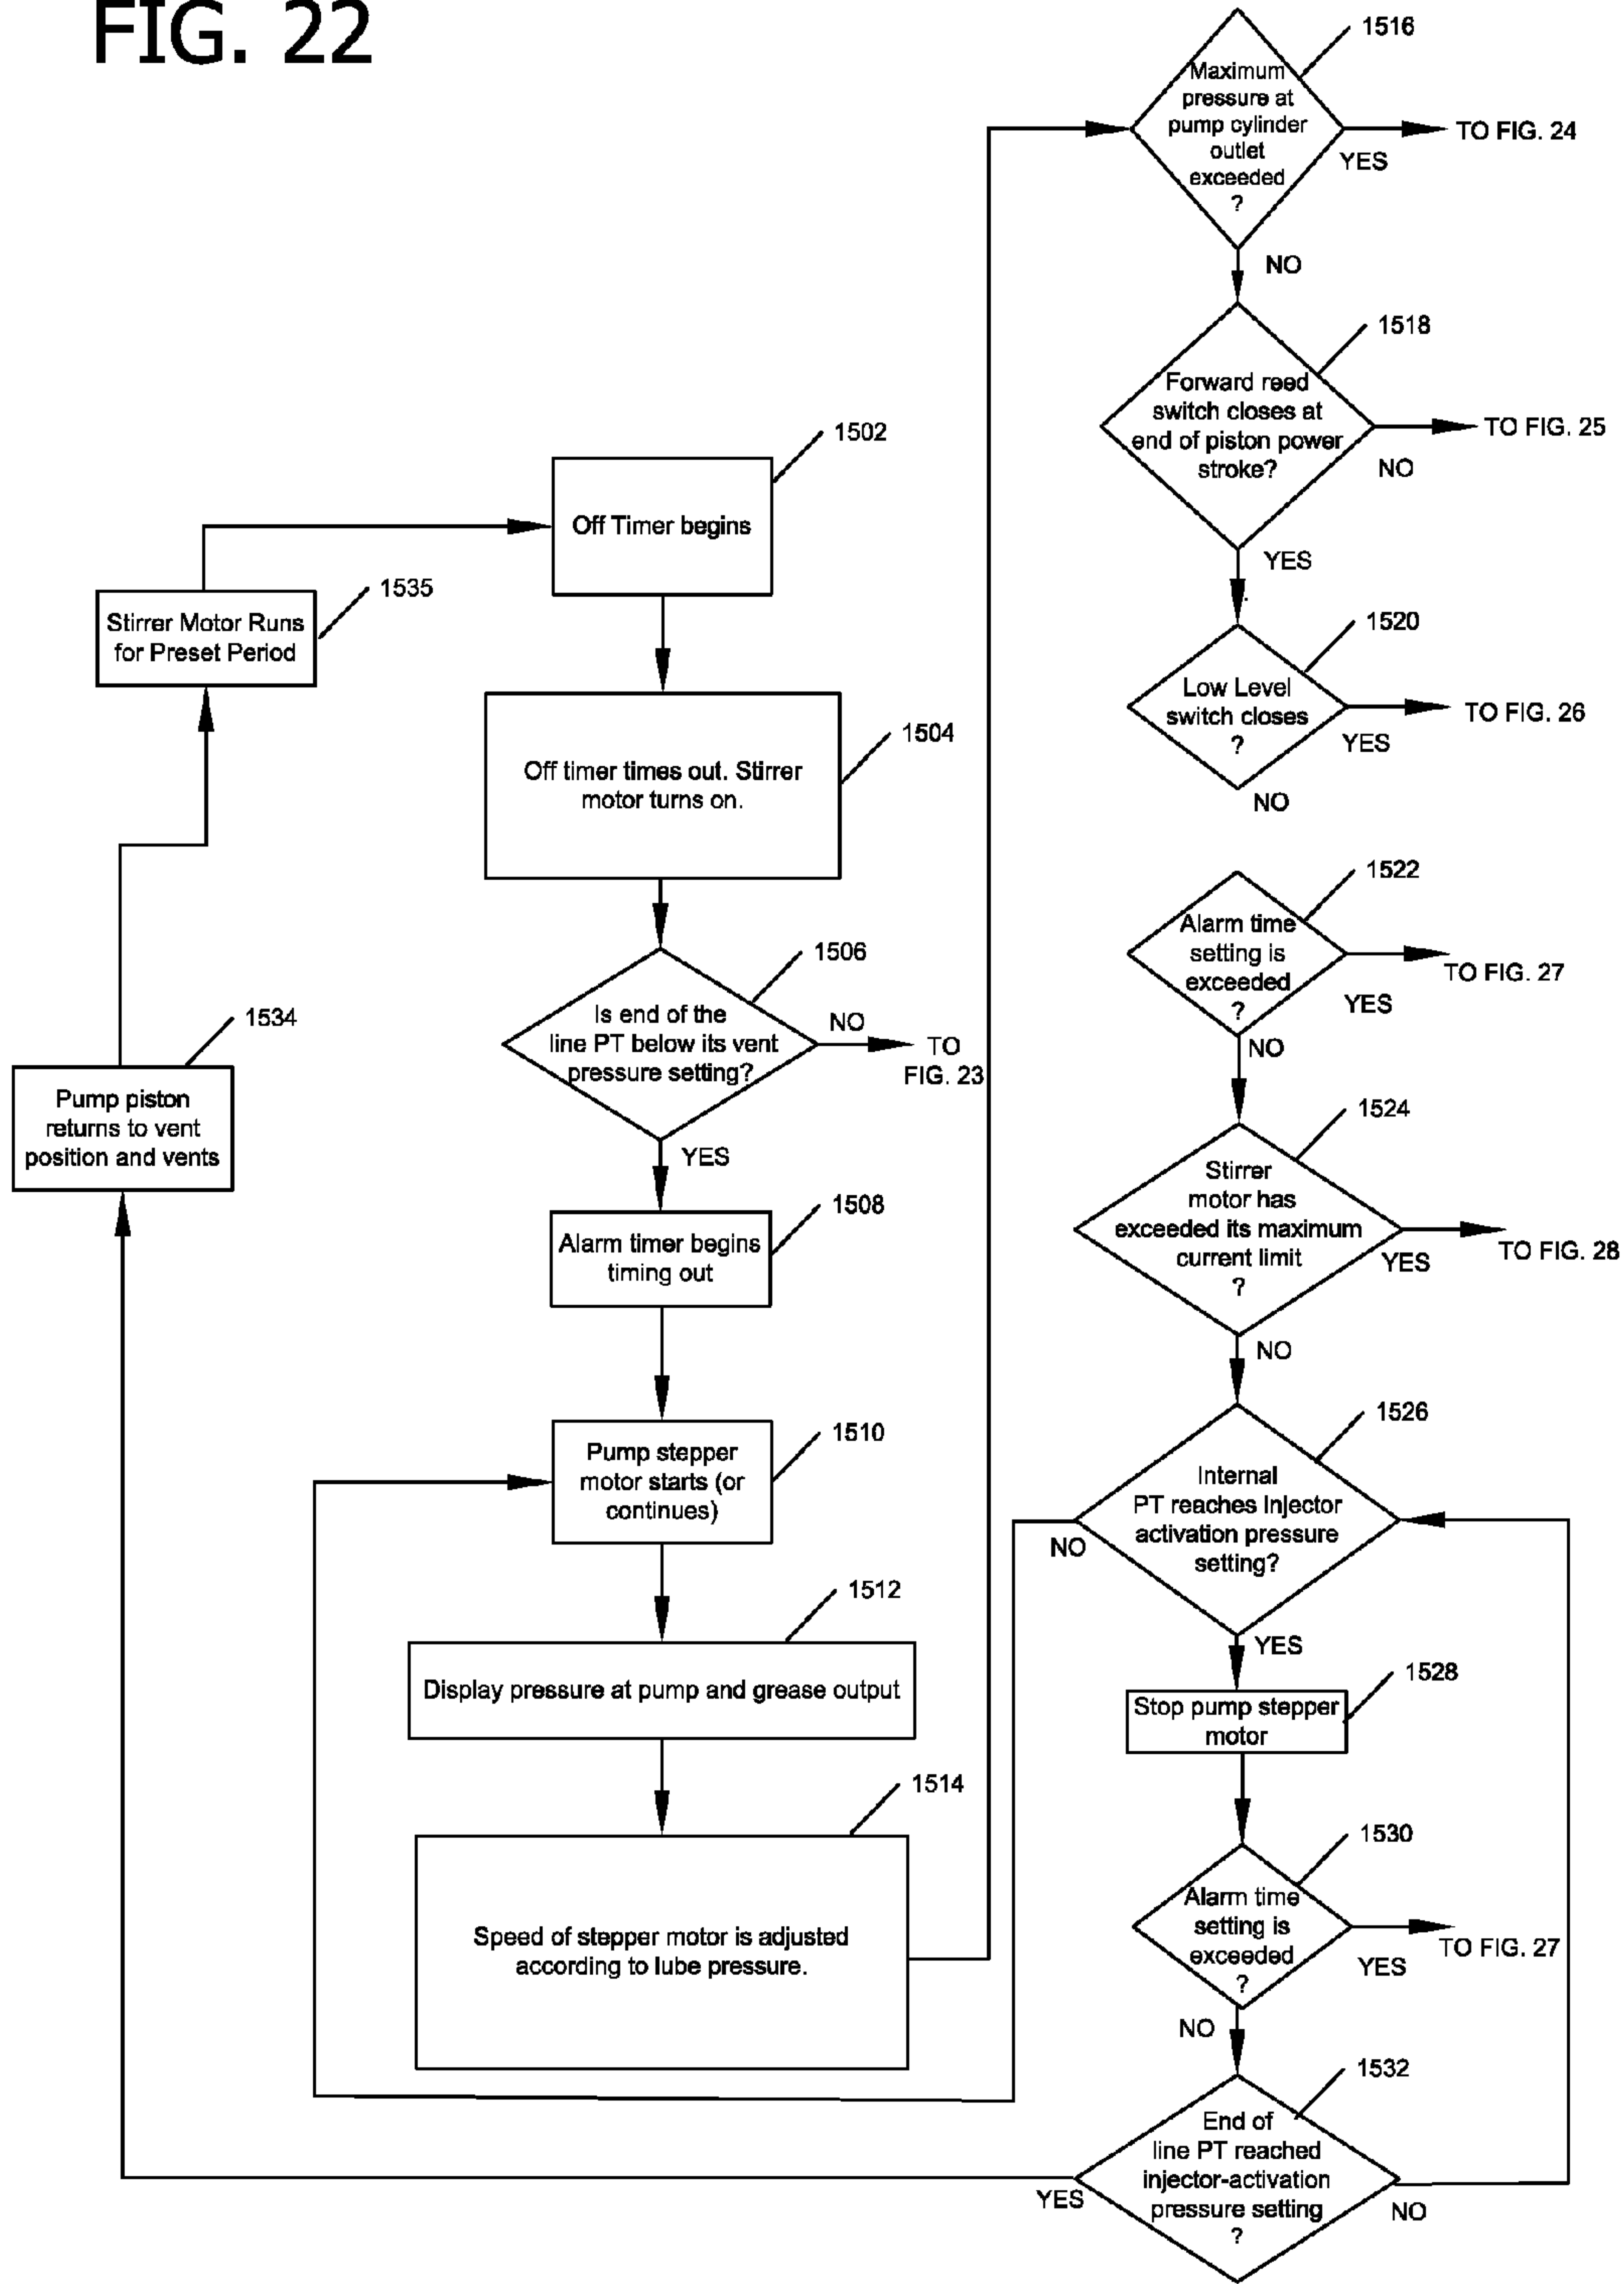 FIG. 22
1502
Off Timer begins
1535
Stirrer Motor Runs
for Preset Period
1504
Off timer times out. Stirrer
motor turns on.
1506
Is end of the
line PT below its vent
pressure setting?
NO
TO
FIG. 23
YES
1534
Pump piston
returns to vent
position and vents
1508
Alarm timer begins
timing out
1510
Pump stepper
motor starts (or
continues)
1512
Display pressure at pump and grease output
1514
Speed of stepper motor is adjusted
according to lube pressure.
1516
Maximum
pressure at
pump cylinder
outlet
exceeded
?
TO FIG. 24
YES
NO
1518
Forward reed
switch closes at
end of piston power
stroke?
TO FIG. 25
NO
YES
1520
Low Level
switch closes
?
TO FIG. 26
YES
NO
1522
Alarm time
setting is
exceeded
?
TO FIG. 27
YES
NO
1524
Stirrer
motor has
exceeded its maximum
current limit
?
TO FIG. 28
YES
NO
1526
Internal
PT reaches Injector
activation pressure
setting?
NO
YES
1528
Stop pump stepper
motor
1530
Alarm time
setting is
exceeded
?
TO FIG. 27
YES
NO
1532
End of
line PT reached
injector-activation
pressure setting
?
YES
NO